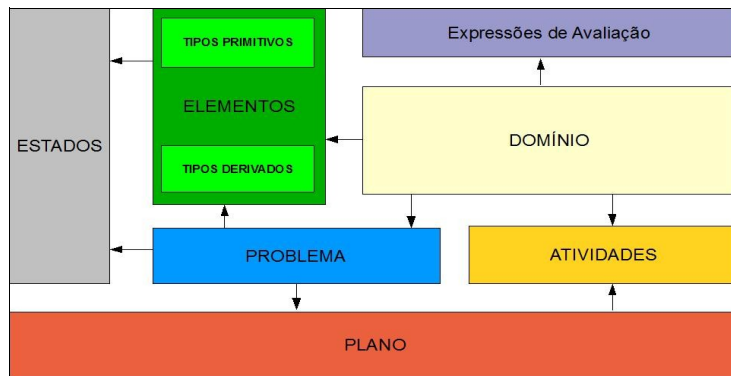 TIPOS PRIMITIVOS
Expressões de Avaliação
ELEMENTOS
ESTADOS
DOMÍNIO
TIPOS DERIVADOS
PROBLEMA
ATIVIDADES
PLANO